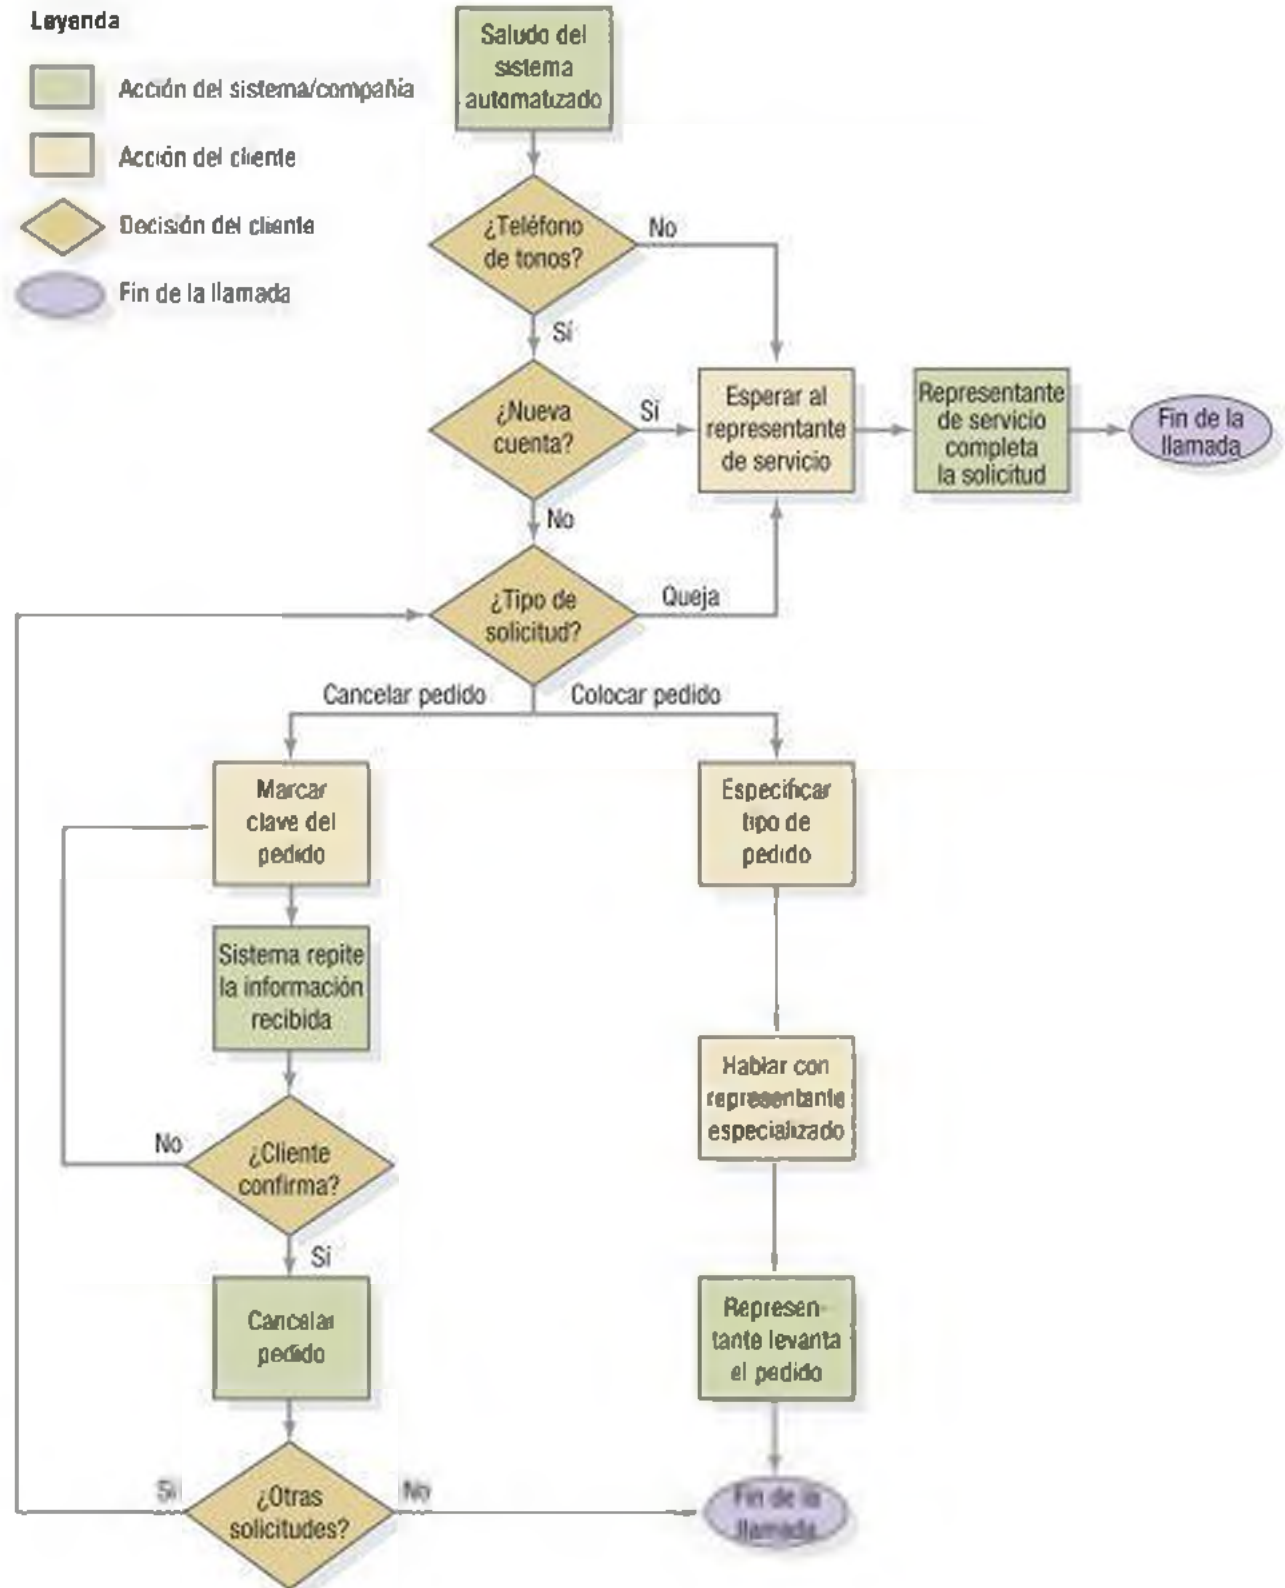 Leyenda
Acción del sistema/compañía
Acción del cliente
Decisión del cliente
Fin de la llamada
Saludo del
sistema
automatizado
¿Teléfono
de tonos?
No
Sí
¿Nueva
cuenta?
Sí
No
Esperar al
representante
de servicio
Representante
de servicio
completa
la solicitud
Fin de la
llamada
¿Tipo de
solicitud?
Queja
Cancelar pedido
Colocar pedido
Marcar
clave del
pedido
Especificar
tipo de
pedido
Sistema repite
la información
recibida
Hablar con
representante
especializado
No
¿Cliente
confirma?
Sí
Cancelar
pedido
Represen-
tante levanta
el pedido
Sí
¿Otras
solicitudes?
No
Fin de la
llamada